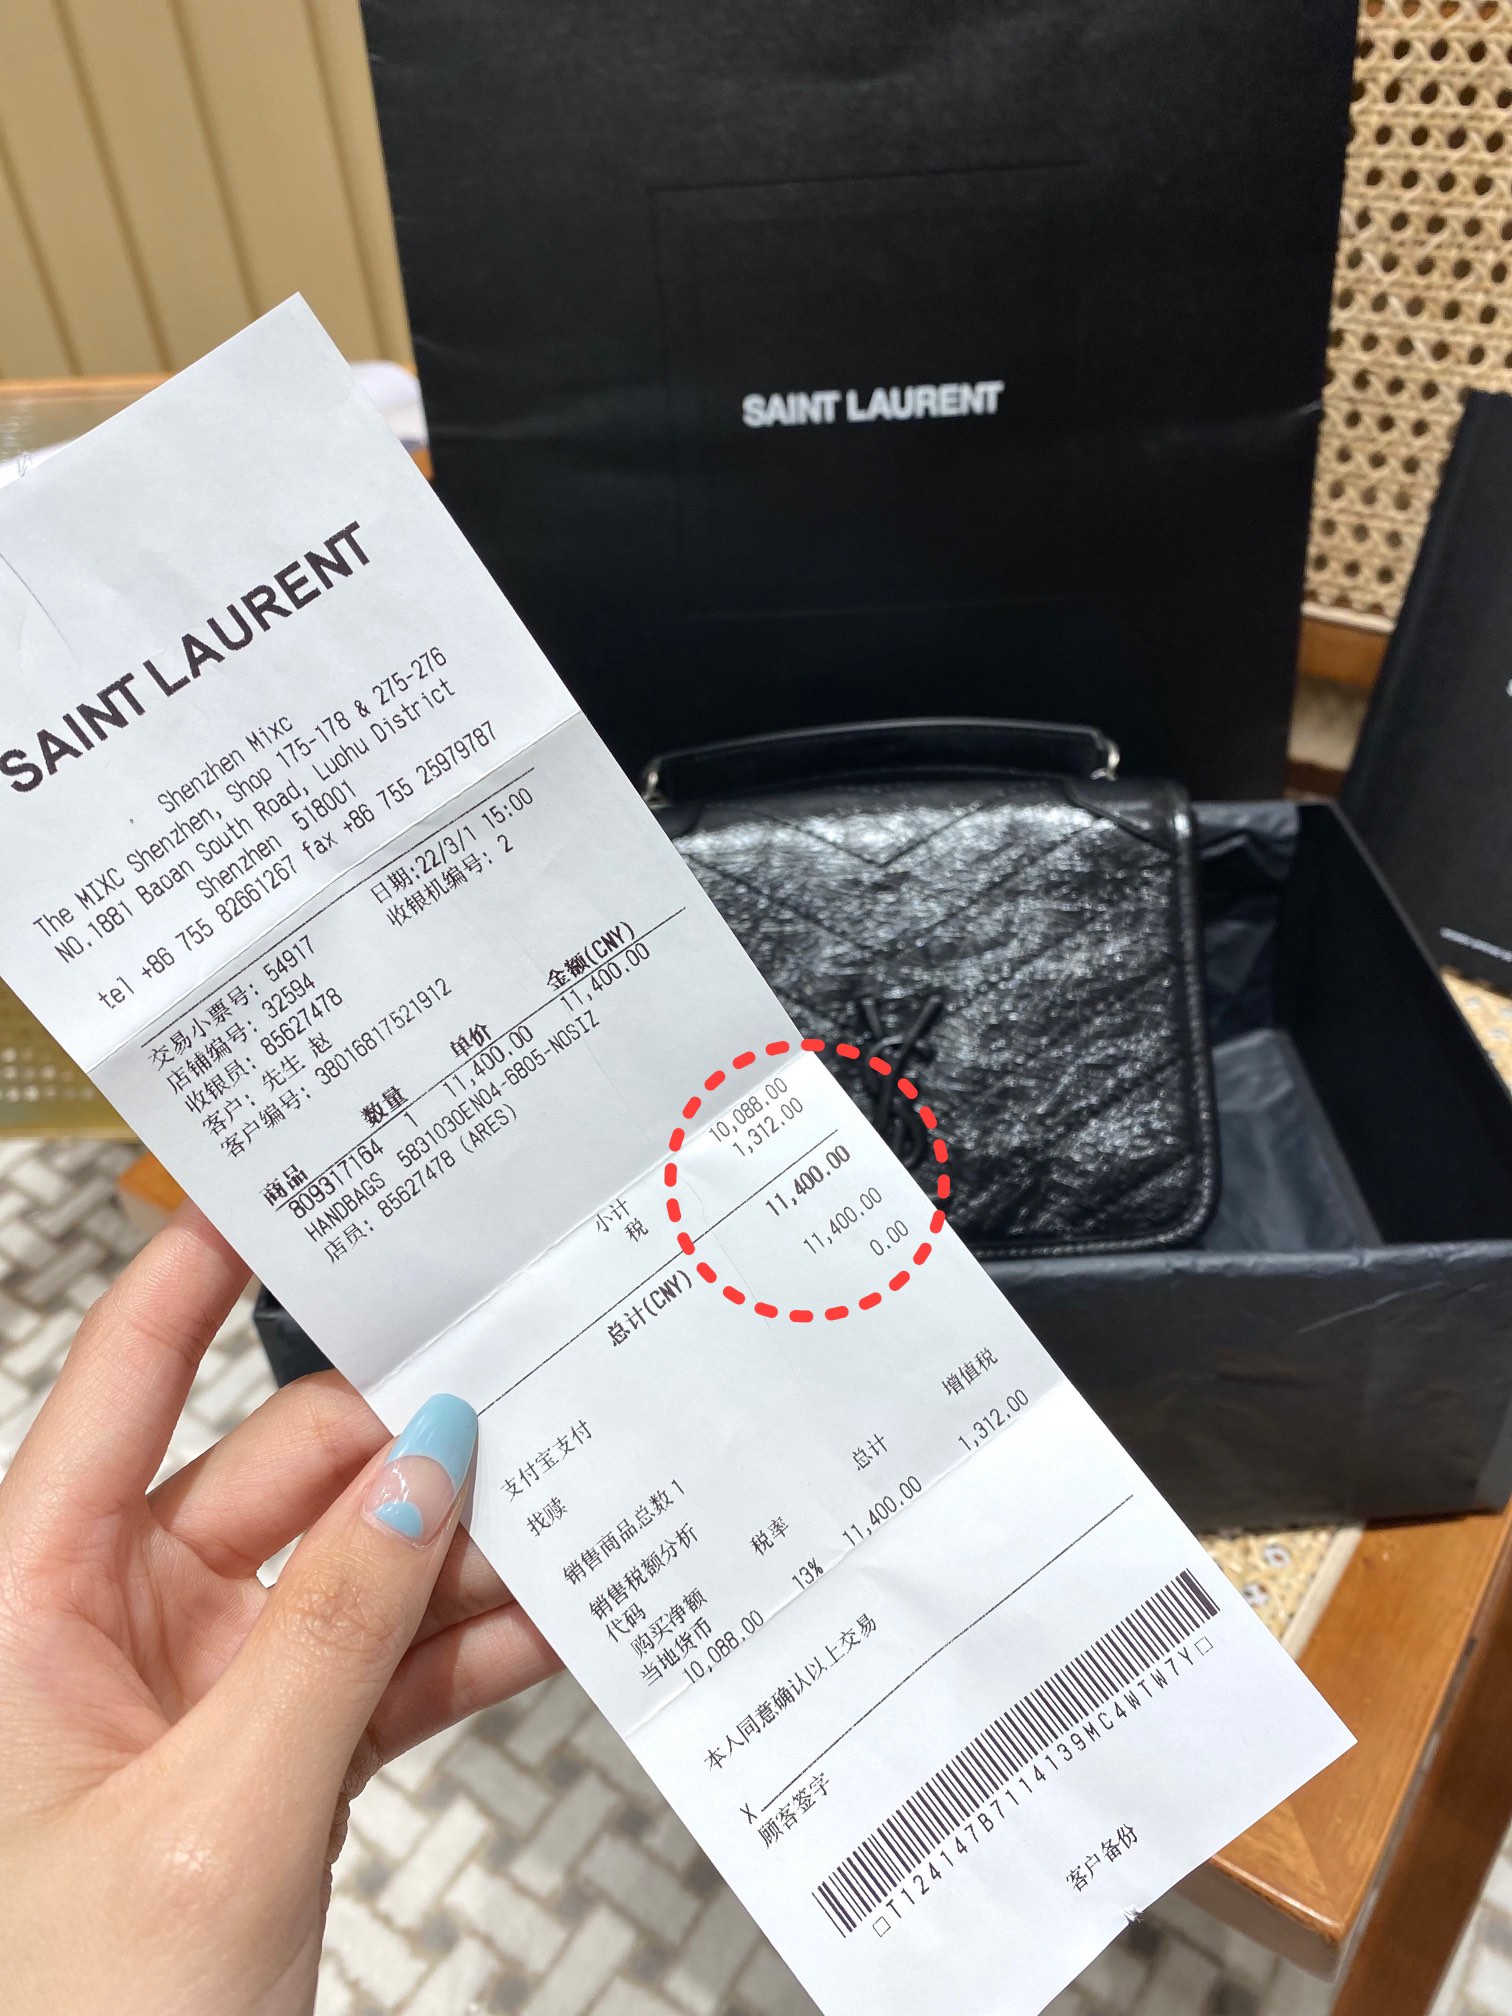 SAINT LAURENT
SAINT LAURENT
Shenzhen Mixc
The MIXC Shenzhen, Shop 175-178 & 275-276
NO.1881 Baoan South Road, Luohu District
Shenzhen 518001
tel +86 755 82661267 fax +86 755 25979787
交易小票号: 54917 日期:22/3/1 15:00
店铺编号: 32594 收银机编号: 2
收银员: 85627478
客户: 先生 赵
客户编号: 3801681752​1912
商品 数量 单价 金额(CNY)
809317164 1 11,400.00 11,400.00
HANDBAGS 5831030EN04-6805-NOSIZ
店员: 85627478 (ARES)
小计 10,088.00
税 1,312.00
总计(CNY) 11,400.00
支付宝支付 11,400.00
找赎 0.00
销售商品总数 1
销售税额分析
代码 税率 总计 增值税
购买净额 13% 11,400.00 1,312.00
当地货币
10,088.00
本人同意确认以上交易
X
顾客签字
□T124147B7114139MC4WTW7Y□
客户备份